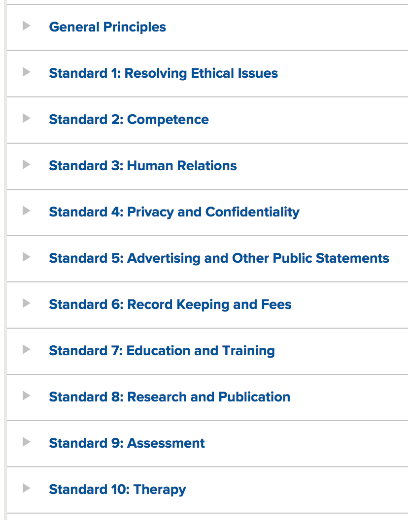 General Principles
Standard 1: Resolving Ethical Issues
Standard 2: Competence
Standard 3: Human Relations
Standard 4: Privacy and Confidentiality
Standard 5: Advertising and Other Public Statements
Standard 6: Record Keeping and Fees
Standard 7: Education and Training
Standard 8: Research and Publication
Standard 9: Assessment
Standard 10: Therapy